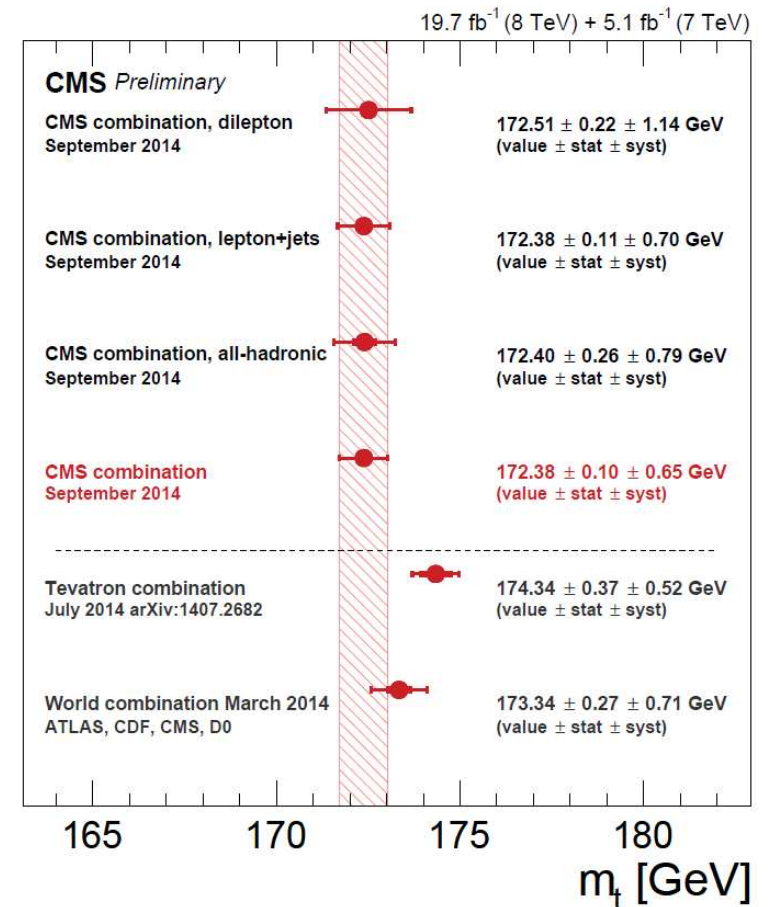 19.7 fb⁻¹ (8 TeV) + 5.1 fb⁻¹ (7 TeV)
CMS Preliminary
CMS combination, dilepton
September 2014
172.51 ± 0.22 ± 1.14 GeV
(value ± stat ± syst)
CMS combination, lepton+jets
September 2014
172.38 ± 0.11 ± 0.70 GeV
(value ± stat ± syst)
CMS combination, all-hadronic
September 2014
172.40 ± 0.26 ± 0.79 GeV
(value ± stat ± syst)
CMS combination
September 2014
172.38 ± 0.10 ± 0.65 GeV
(value ± stat ± syst)
Tevatron combination
July 2014 arXiv:1407.2682
174.34 ± 0.37 ± 0.52 GeV
(value ± stat ± syst)
World combination March 2014
ATLAS, CDF, CMS, D0
173.34 ± 0.27 ± 0.71 GeV
(value ± stat ± syst)
165 170 175 180
mₜ [GeV]